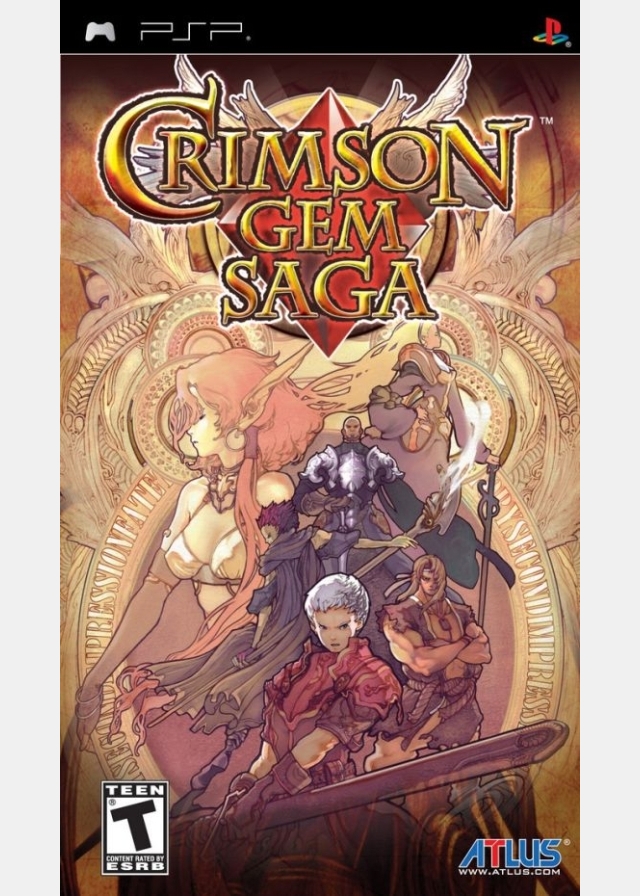 PSP
CRIMSON ™
GEM
SAGA
TEEN
®
T
CONTENT RATED BY
ESRB
ATLUS®
WWW.ATLUS.COM